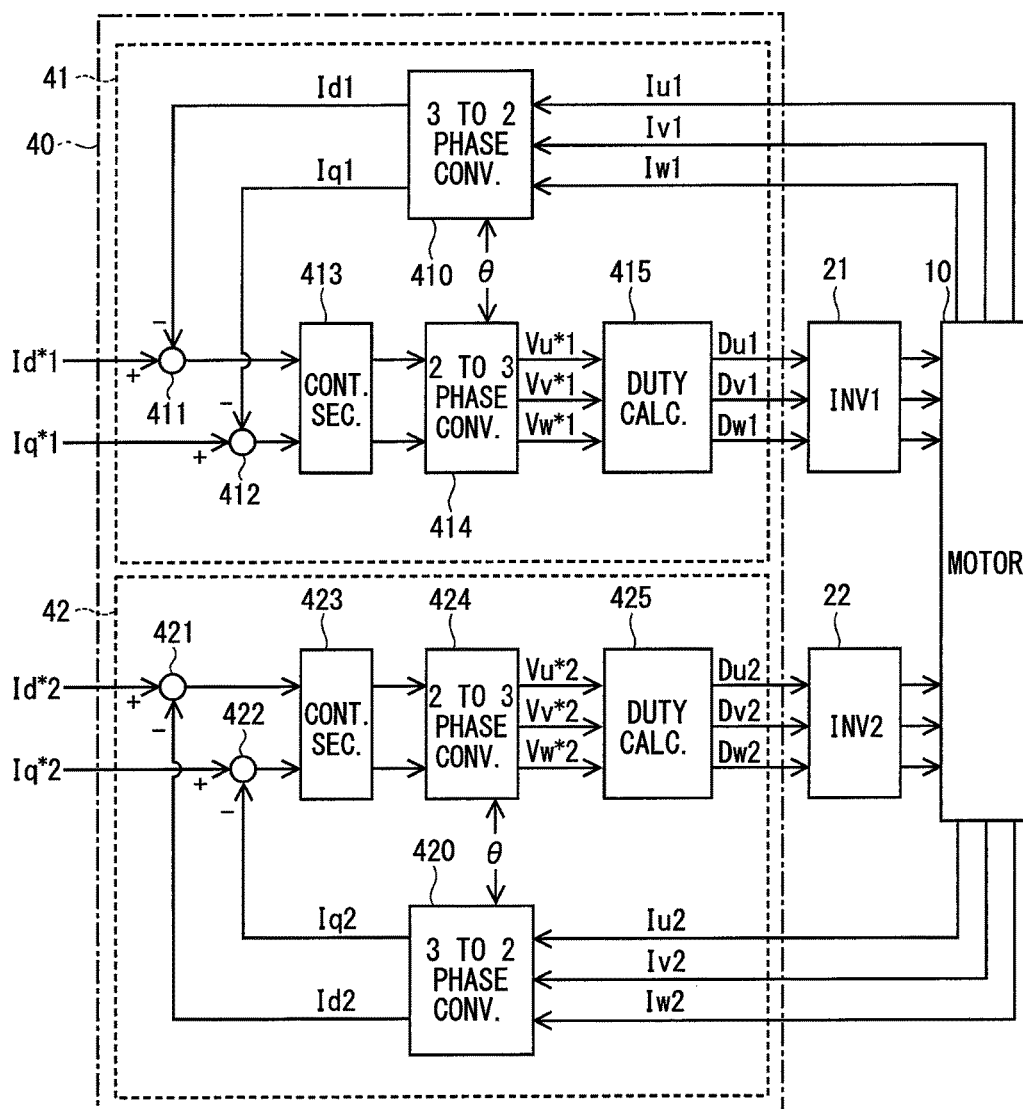 41
40
Id1
Iq1
3 TO 2
PHASE
CONV.
Iu1
Iv1
Iw1
413
410
θ
415
21
10
Id*1
Iq*1
-
+
411
-
+
412
CONT.
SEC.
2 TO 3
PHASE
CONV.
414
Vu*1
Vv*1
Vw*1
DUTY
CALC.
Du1
Dv1
Dw1
INV1
MOTOR
42
421
423
424
425
22
Id*2
Iq*2
+
-
422
+
-
CONT.
SEC.
2 TO 3
PHASE
CONV.
Vu*2
Vv*2
Vw*2
DUTY
CALC.
Du2
Dv2
Dw2
INV2
420
θ
Iq2
Id2
3 TO 2
PHASE
CONV.
Iu2
Iv2
Iw2